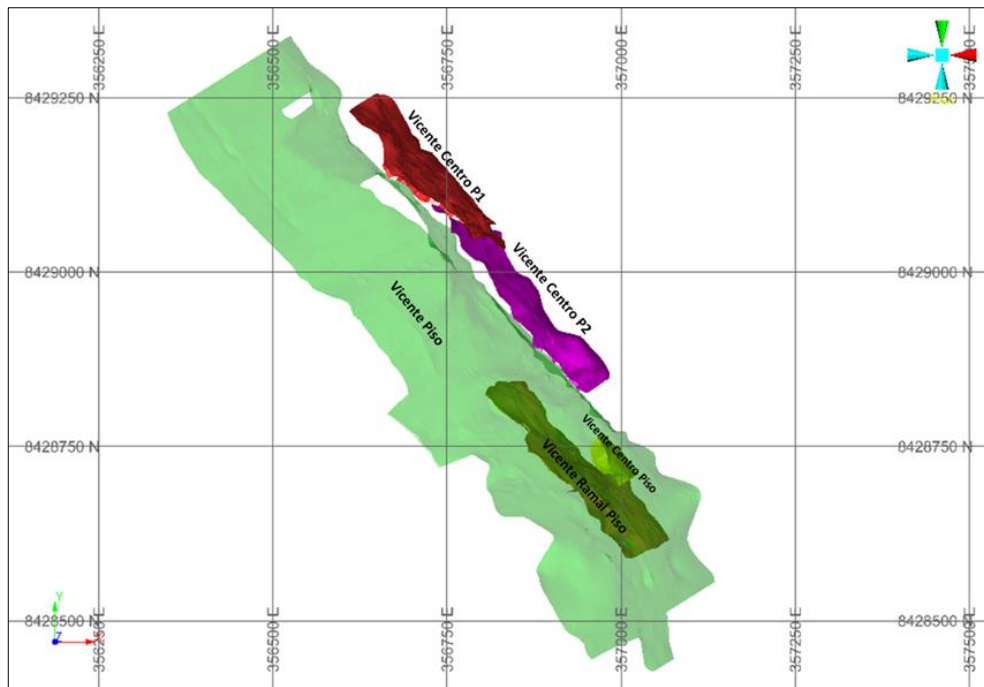 356250 E
356500 E
356750 E
357000 E
357250 E
8429250 N
8429250 N
Vicente Centro P1
8429000 N
8429000 N
Vicente Centro P2
Vicente Piso
8428750 N
8428750 N
Vicente Centro Piso
Vicente Ramal Piso
8428500 N
8428500 N
Y
Z
356500 E
356750 E
357000 E
357250 E
357500 E